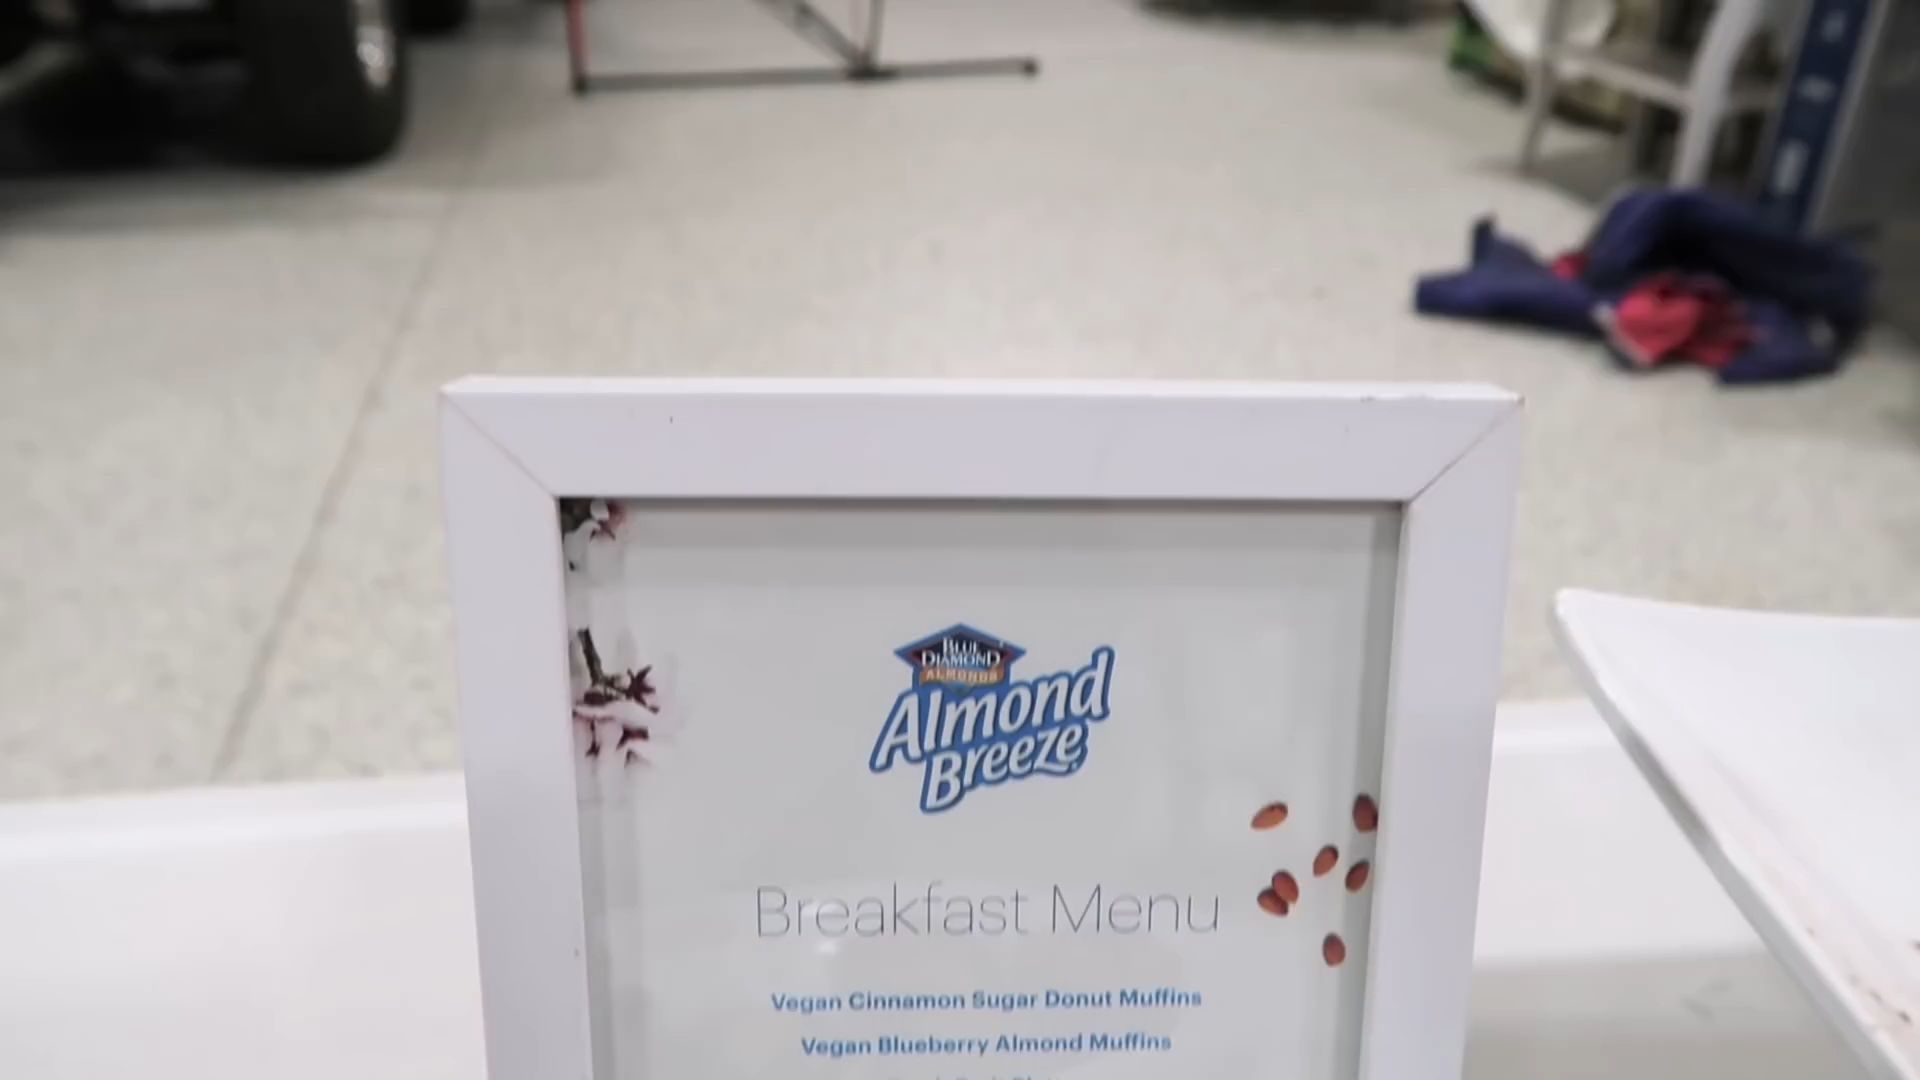 BLUE
DIAMOND
ALMONDS
Almond
Breeze
Breakfast Menu
Vegan Cinnamon Sugar Donut Muffins
Vegan Blueberry Almond Muffins